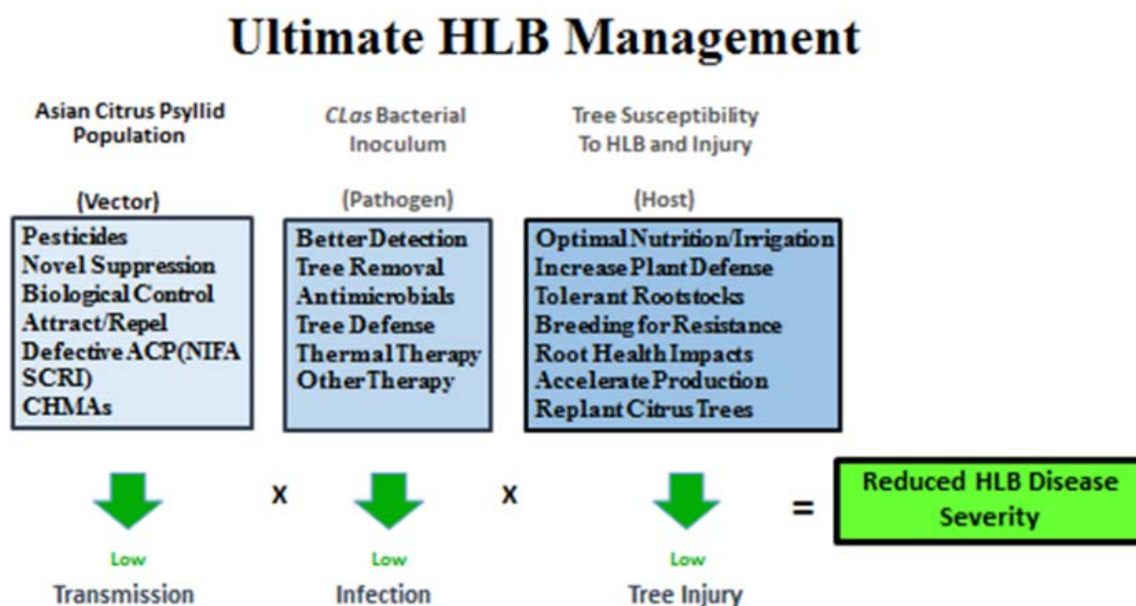 Ultimate HLB Management
Asian Citrus Psyllid
Population
(Vector)
Pesticides
Novel Suppression
Biological Control
Attract/Repel
Defective ACP(NIFA
SCRI)
CHMAs
CLas Bacterial
Inoculum
(Pathogen)
Better Detection
Tree Removal
Antimicrobials
Tree Defense
Thermal Therapy
Other Therapy
Tree Susceptibility
To HLB and Injury
(Host)
Optimal Nutrition/Irrigation
Increase Plant Defense
Tolerant Rootstocks
Breeding for Resistance
Root Health Impacts
Accelerate Production
Replant Citrus Trees
x
x
=
Reduced HLB Disease
Severity
Low
Transmission
Low
Infection
Low
Tree Injury